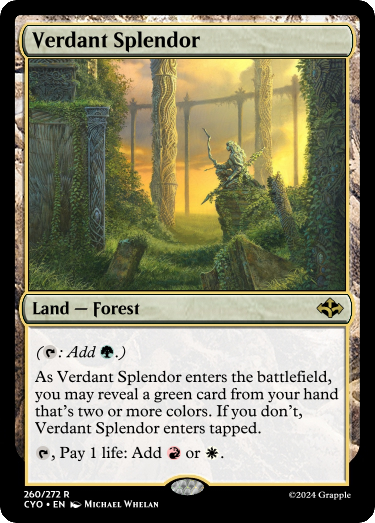 Verdant Splendor
Land — Forest
(: Add .)
As Verdant Splendor enters the battlefield,
you may reveal a green card from your hand
that's two or more colors. If you don't,
Verdant Splendor enters tapped.
, Pay 1 life: Add or .
260/272 R
CYO • EN Michael Whelan
©2024 Grapple